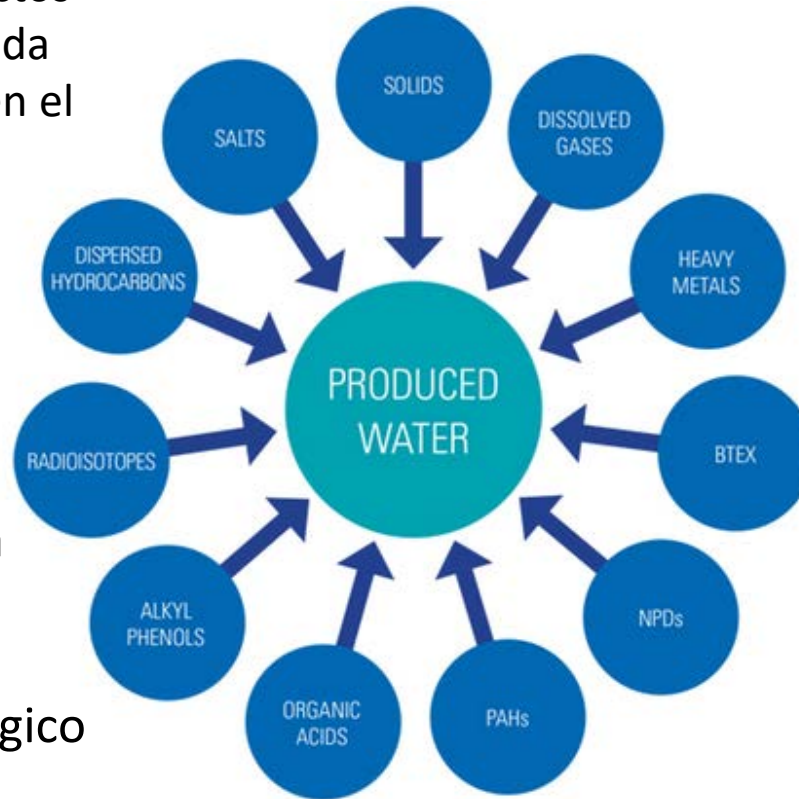 da
en el
gico
SOLIDS
DISSOLVED
GASES
HEAVY
METALS
BTEX
NPDs
PAHs
ORGANIC
ACIDS
ALKYL
PHENOLS
RADIOISOTOPES
DISPERSED
HYDROCARBONS
SALTS
PRODUCED
WATER